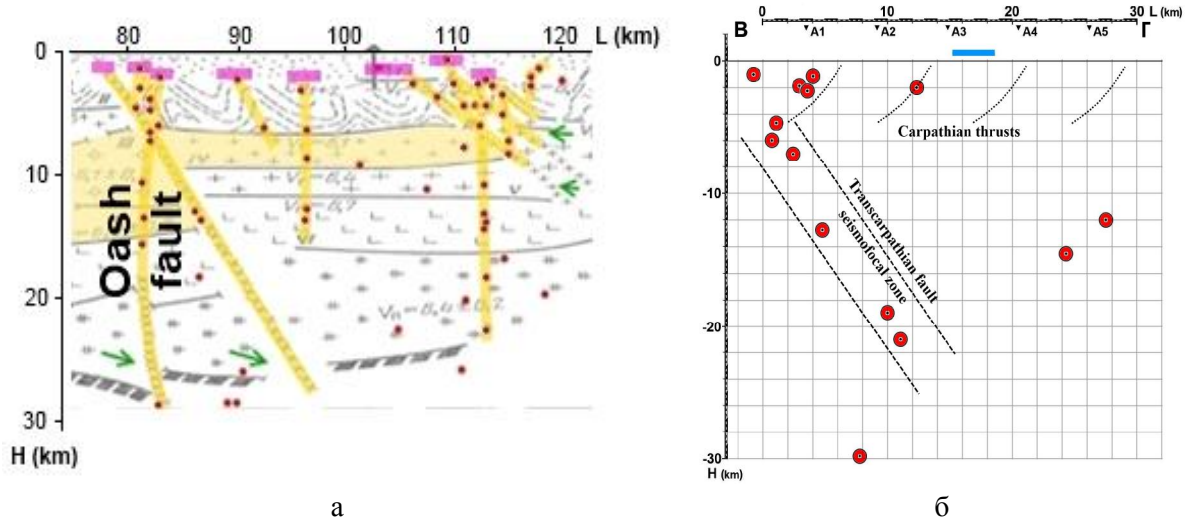 80 90 100 110 120 L (km)
0
10
20
30
H (km)
Oash
fault
а
0 10 20 30 L (km)
В A1 A2 A3 A4 A5 Г
0
-10
-20
-30
H (km)
Carpathian thrusts
Transcarpathian fault
seismofocal zone
б